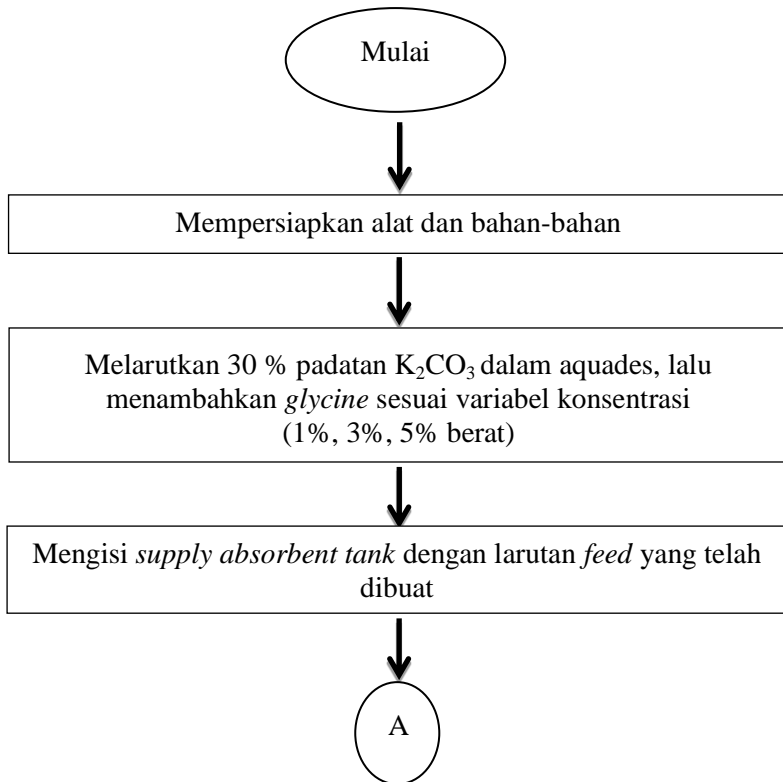 Mulai
Mempersiapkan alat dan bahan-bahan
Melarutkan 30 % padatan K₂CO₃ dalam aquades, lalu
menambahkan glycine sesuai variabel konsentrasi
(1%, 3%, 5% berat)
Mengisi supply absorbent tank dengan larutan feed yang telah
dibuat
A